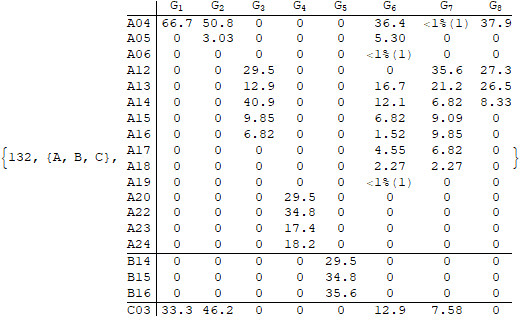 G₁ G₂ G₃ G₄ G₅ G₆ G₇ G₈
A04 66.7 50.8 0 0 0 36.4 <1%(1) 37.9
A05 0 3.03 0 0 0 5.30 0 0
A06 0 0 0 0 0 <1%(1) 0 0
A12 0 0 29.5 0 0 0 35.6 27.3
A13 0 0 12.9 0 0 16.7 21.2 26.5
A14 0 0 40.9 0 0 12.1 6.82 8.33
A15 0 0 9.85 0 0 6.82 9.09 0
A16 0 0 6.82 0 0 1.52 9.85 0
{132, {A, B, C}, A17 0 0 0 0 0 4.55 6.82 0 }
A18 0 0 0 0 0 2.27 2.27 0
A19 0 0 0 0 0 <1%(1) 0 0
A20 0 0 0 29.5 0 0 0 0
A22 0 0 0 34.8 0 0 0 0
A23 0 0 0 17.4 0 0 0 0
A24 0 0 0 18.2 0 0 0 0
B14 0 0 0 0 29.5 0 0 0
B15 0 0 0 0 34.8 0 0 0
B16 0 0 0 0 35.6 0 0 0
C03 33.3 46.2 0 0 0 12.9 7.58 0